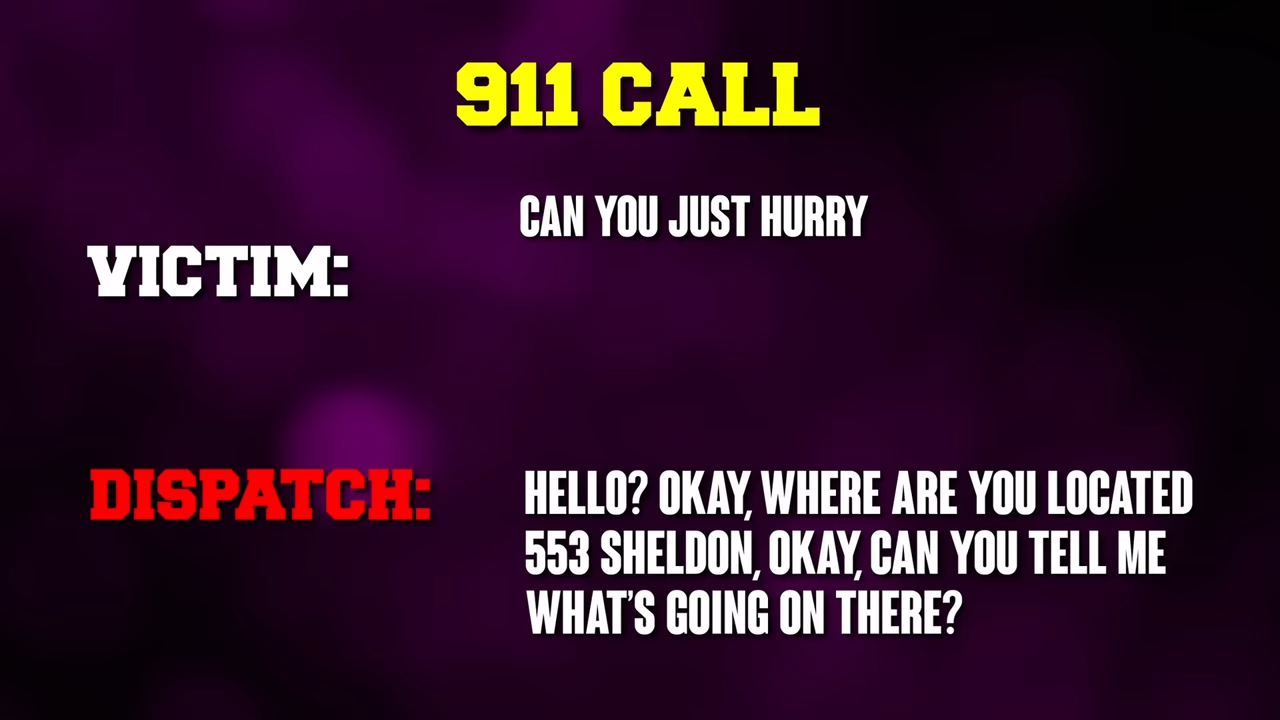 911 CALL
CAN YOU JUST HURRY
VICTIM:
DISPATCH:
HELLO? OKAY, WHERE ARE YOU LOCATED
553 SHELDON, OKAY, CAN YOU TELL ME
WHAT'S GOING ON THERE?